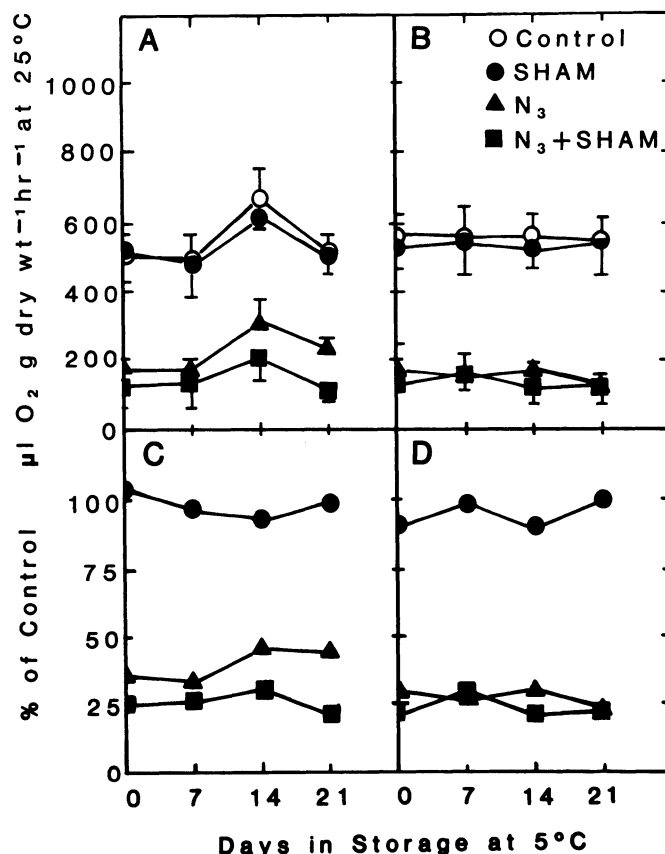 A
B
Control
SHAM
N3
N3+SHAM
µl O2 g dry wt−1hr−1 at 25°C
1000
800
600
400
200
0
C
D
% of Control
100
75
50
25
0
0 7 14 21 0 7 14 21
Days in Storage at 5°C